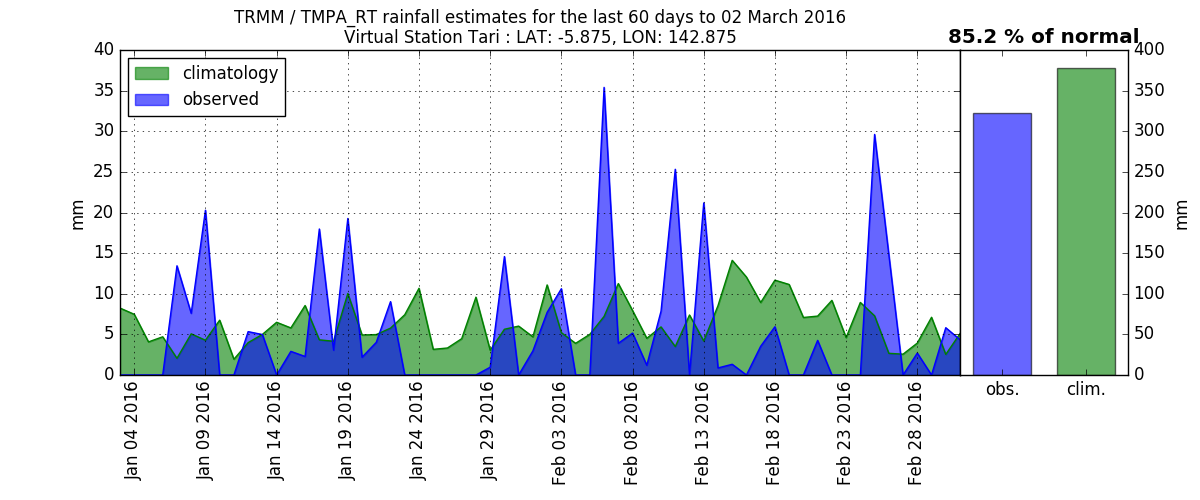 TRMM / TMPA_RT rainfall estimates for the last 60 days to 02 March 2016
Virtual Station Tari : LAT: -5.875, LON: 142.875
85.2 % of normal
climatology
observed
40
35
30
25
20
15
10
5
0
mm
Jan 04 2016
Jan 09 2016
Jan 14 2016
Jan 19 2016
Jan 24 2016
Jan 29 2016
Feb 03 2016
Feb 08 2016
Feb 13 2016
Feb 18 2016
Feb 23 2016
Feb 28 2016
obs.
clim.
400
350
300
250
200
150
100
50
0
mm